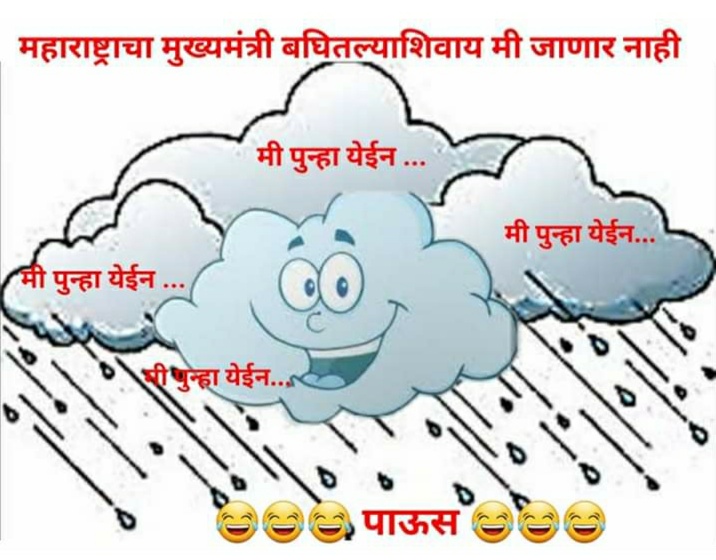 महाराष्ट्राचा मुख्यमंत्री बघितल्याशिवाय मी जाणार नाही
मी पुन्हा येईन ...
मी पुन्हा येईन...
मी पुन्हा येईन ...
मी पुन्हा येईन...
😂😂😂 पाऊस 😂😂😂